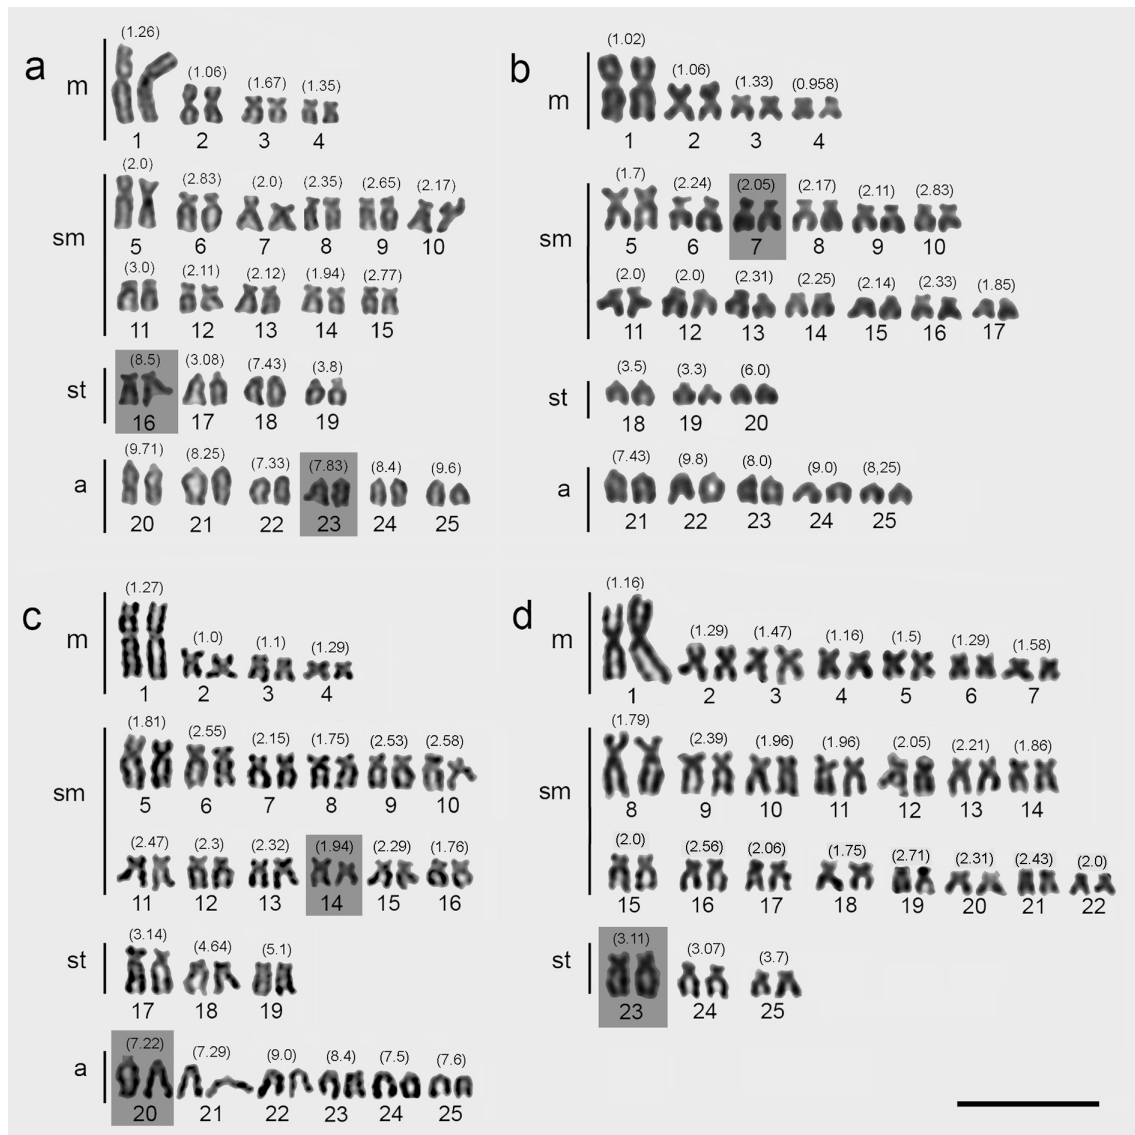 a
m
(1.26) (1.06) (1.67) (1.35)
1 2 3 4
sm
(2.0) (2.83) (2.0) (2.35) (2.65) (2.17)
5 6 7 8 9 10
(3.0) (2.11) (2.12) (1.94) (2.77)
11 12 13 14 15
st
(8.5) (3.08) (7.43) (3.8)
16 17 18 19
a
(9.71) (8.25) (7.33) (7.83) (8.4) (9.6)
20 21 22 23 24 25
b
m
(1.02) (1.06) (1.33) (0.958)
1 2 3 4
sm
(1.7) (2.24) (2.05) (2.17) (2.11) (2.83)
5 6 7 8 9 10
(2.0) (2.0) (2.31) (2.25) (2.14) (2.33) (1.85)
11 12 13 14 15 16 17
st
(3.5) (3.3) (6.0)
18 19 20
a
(7.43) (9.8) (8.0) (9.0) (8,25)
21 22 23 24 25
c
m
(1.27) (1.0) (1.1) (1.29)
1 2 3 4
sm
(1.81) (2.55) (2.15) (1.75) (2.53) (2.58)
5 6 7 8 9 10
(2.47) (2.3) (2.32) (1.94) (2.29) (1.76)
11 12 13 14 15 16
st
(3.14) (4.64) (5.1)
17 18 19
a
(7.22) (7.29) (9.0) (8.4) (7.5) (7.6)
20 21 22 23 24 25
d
m
(1.16) (1.29) (1.47) (1.16) (1.5) (1.29) (1.58)
1 2 3 4 5 6 7
sm
(1.79) (2.39) (1.96) (1.96) (2.05) (2.21) (1.86)
8 9 10 11 12 13 14
(2.0) (2.56) (2.06) (1.75) (2.71) (2.31) (2.43) (2.0)
15 16 17 18 19 20 21 22
st
(3.11) (3.07) (3.7)
23 24 25